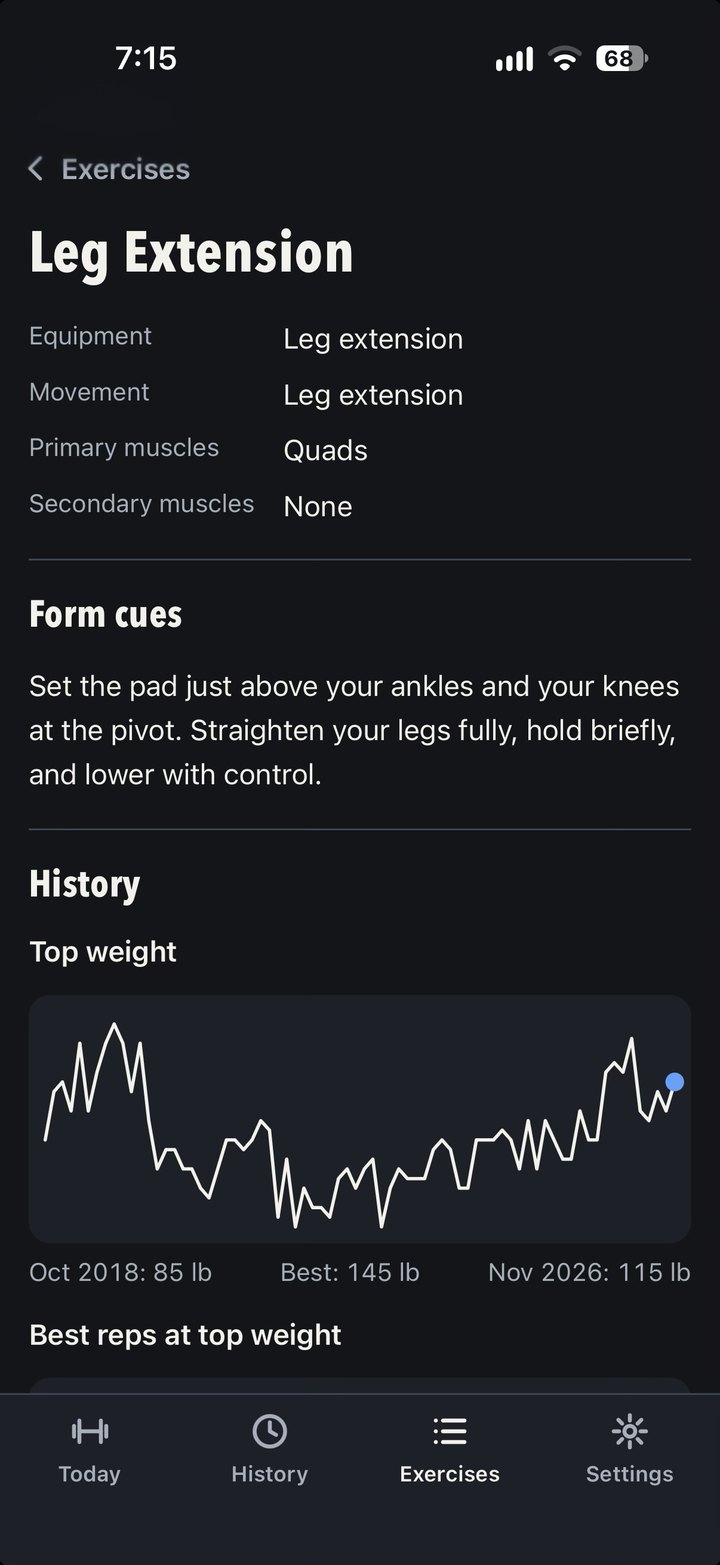 7:15
68
Exercises
Leg Extension
Equipment Leg extension
Movement Leg extension
Primary muscles Quads
Secondary muscles None
Form cues
Set the pad just above your ankles and your knees
at the pivot. Straighten your legs fully, hold briefly,
and lower with control.
History
Top weight
Oct 2018: 85 lb Best: 145 lb Nov 2026: 115 lb
Best reps at top weight
Today History Exercises Settings